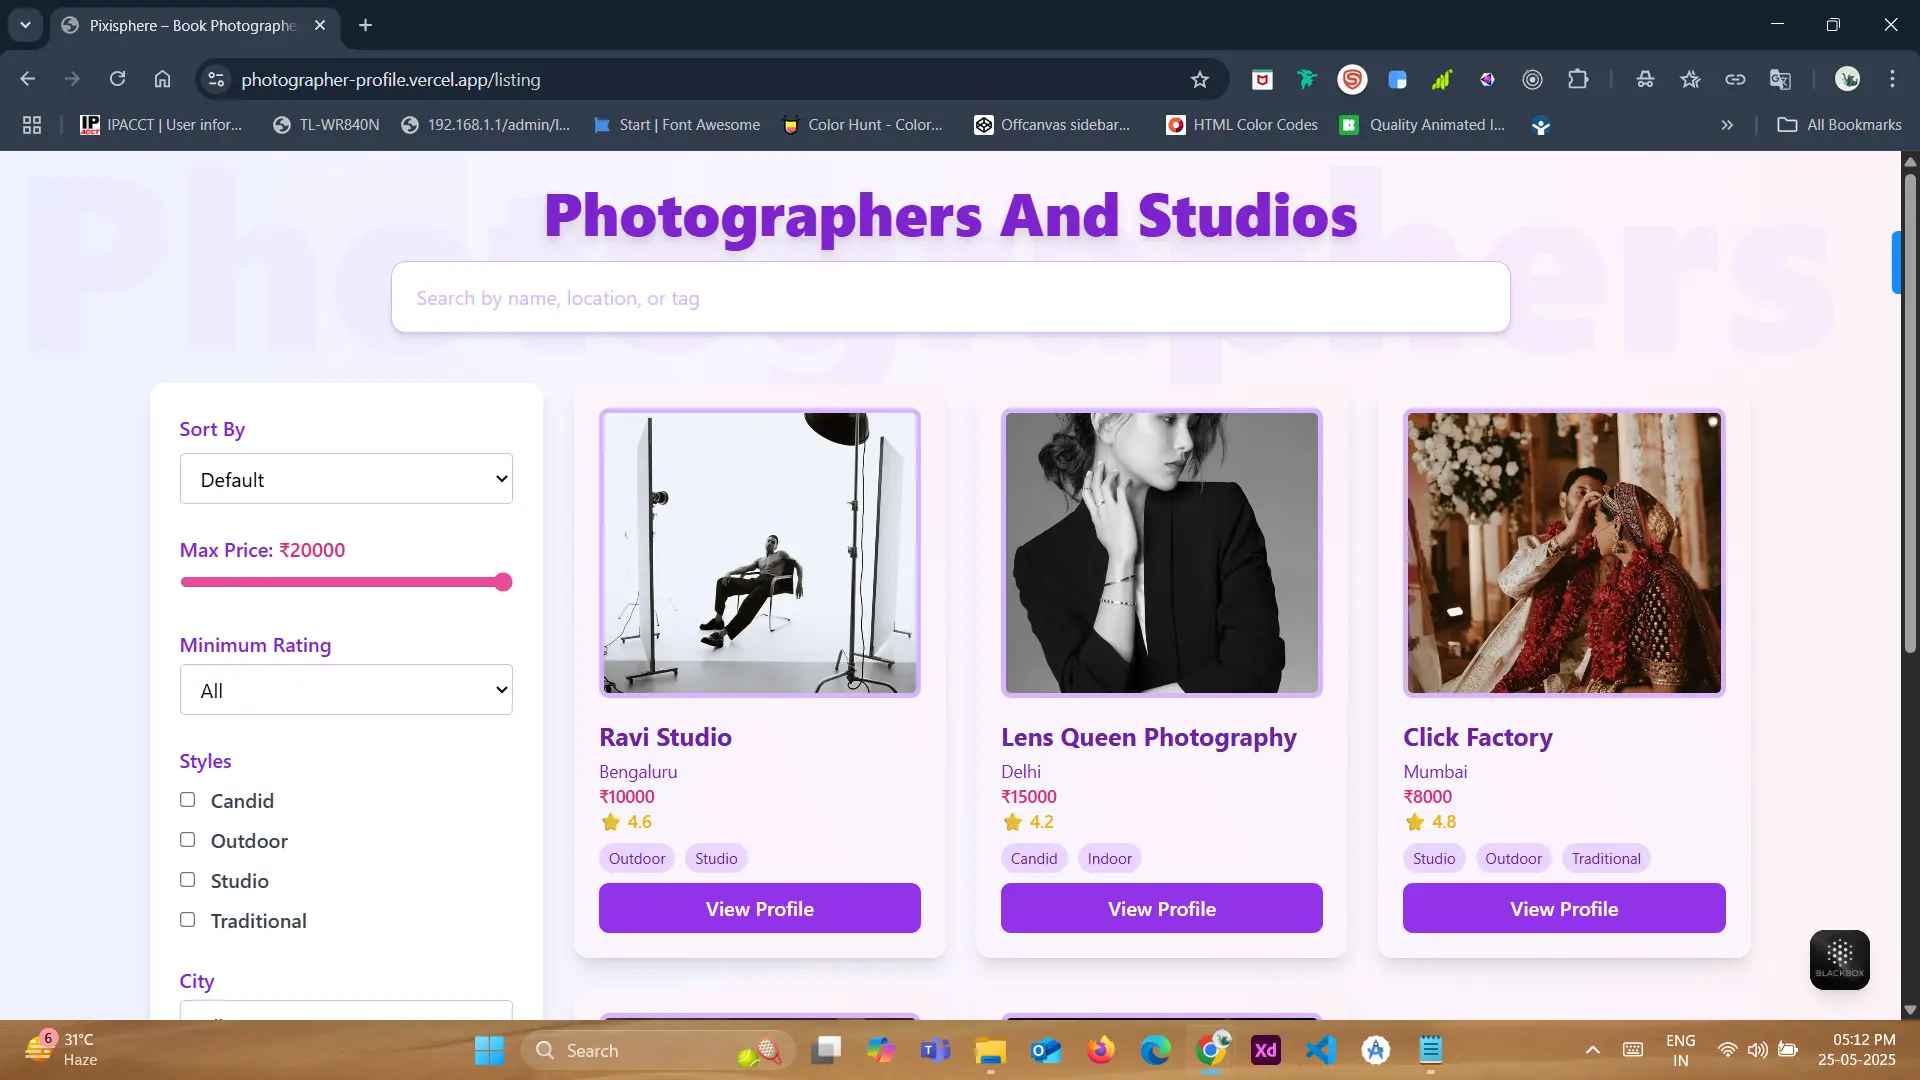 Pixisphere – Book Photographe
photographer-profile.vercel.app/listing
IPACCT | User infor...
TL-WR840N
192.168.1.1/admin/l...
Start | Font Awesome
Color Hunt - Color...
Offcanvas sidebar...
HTML Color Codes
Quality Animated I...
»
All Bookmarks
Photographers
Photographers And Studios
Search by name, location, or tag
Sort By
Default
Max Price: ₹20000
Minimum Rating
All
Styles
Candid
Outdoor
Studio
Traditional
City
Ravi Studio
Bengaluru
₹10000
4.6
Outdoor Studio
View Profile
Lens Queen Photography
Delhi
₹15000
4.2
Candid Indoor
View Profile
Click Factory
Mumbai
₹8000
4.8
Studio Outdoor Traditional
View Profile
BLACKBOX
6
31°C
Haze
Search
Xd
ENG
IN
05:12 PM
25-05-2025